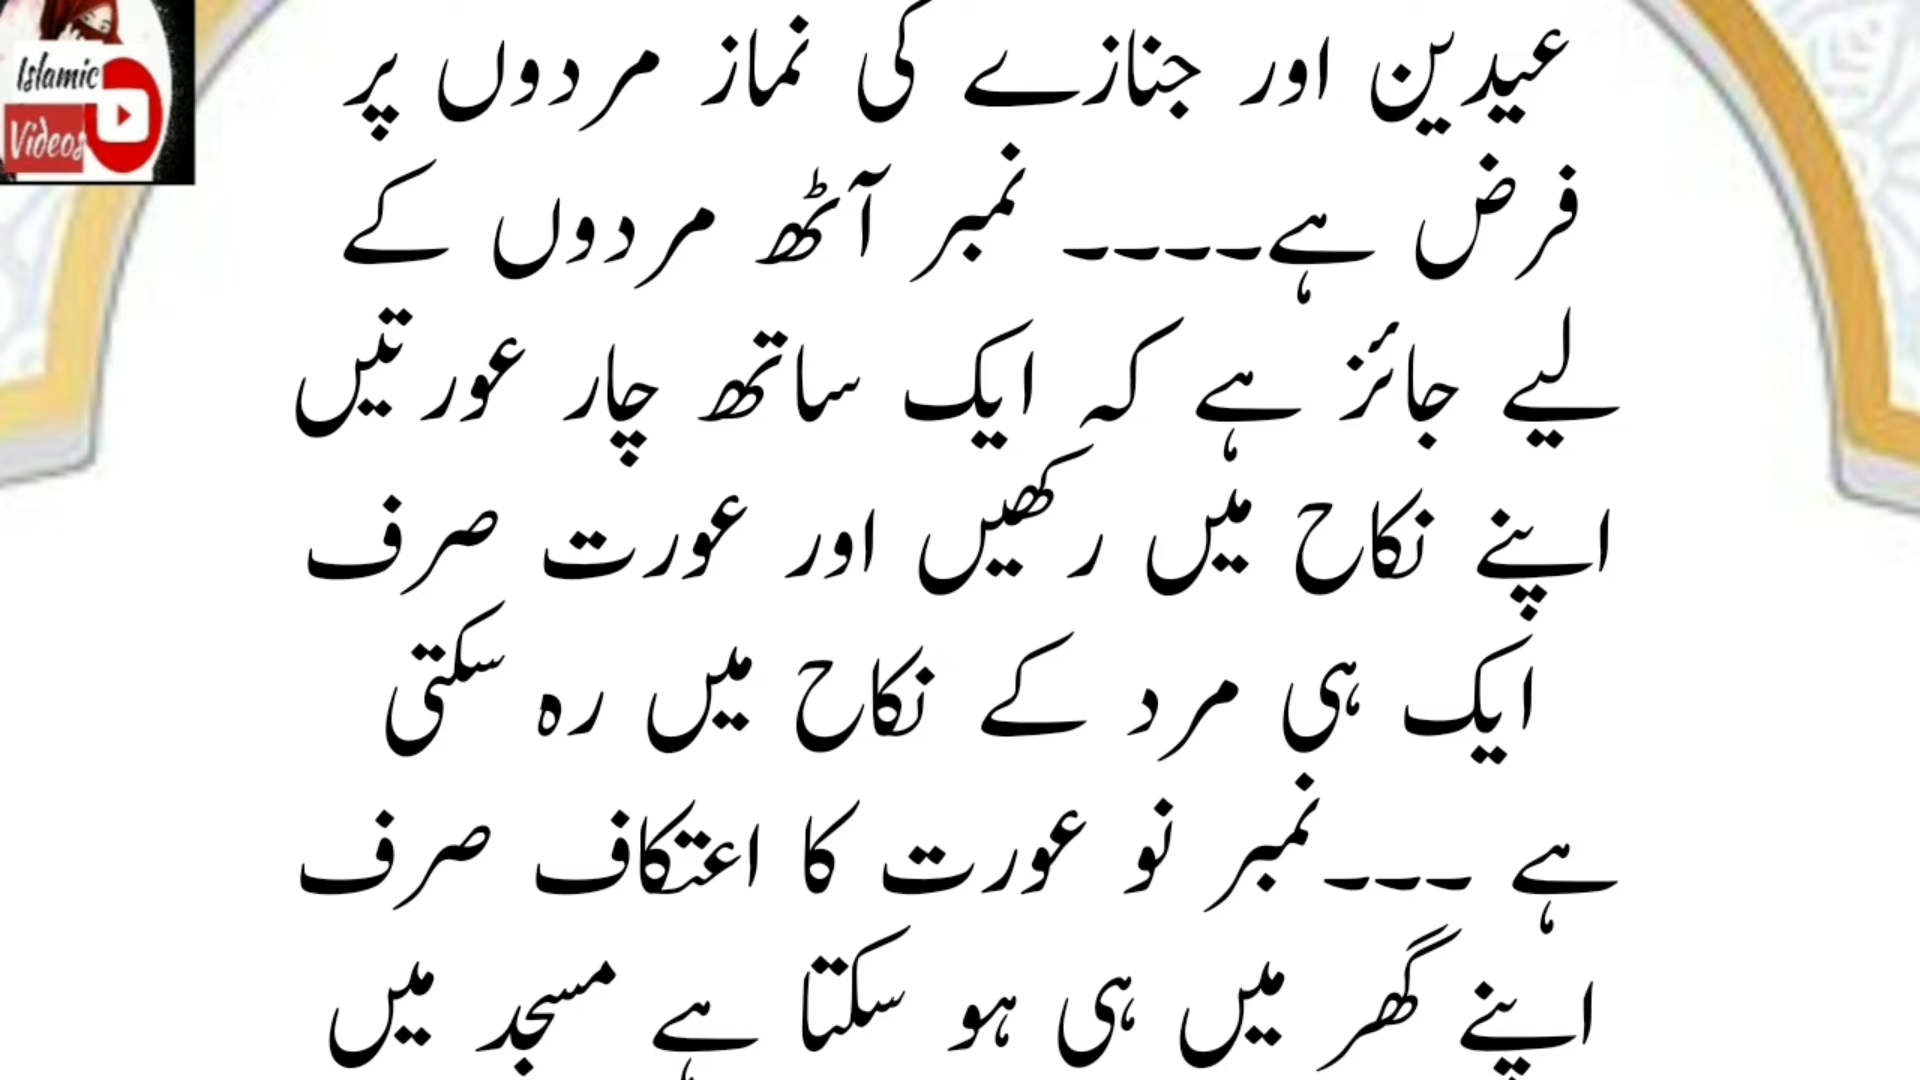 Islamic
Videos
عیدین اور جنازے کی نماز مردوں پر
فرض ہے۔۔۔۔ نمبر آٹھ مردوں کے
لیے جائز ہے کہ ایک ساتھ چار عورتیں
اپنے نکاح میں رکھیں اور عورت صرف
ایک ہی مرد کے نکاح میں رہ سکتی
ہے ۔۔۔نمبر نو عورت کا اعتکاف صرف
اپنے گھر میں ہی ہو سکتا ہے مسجد میں